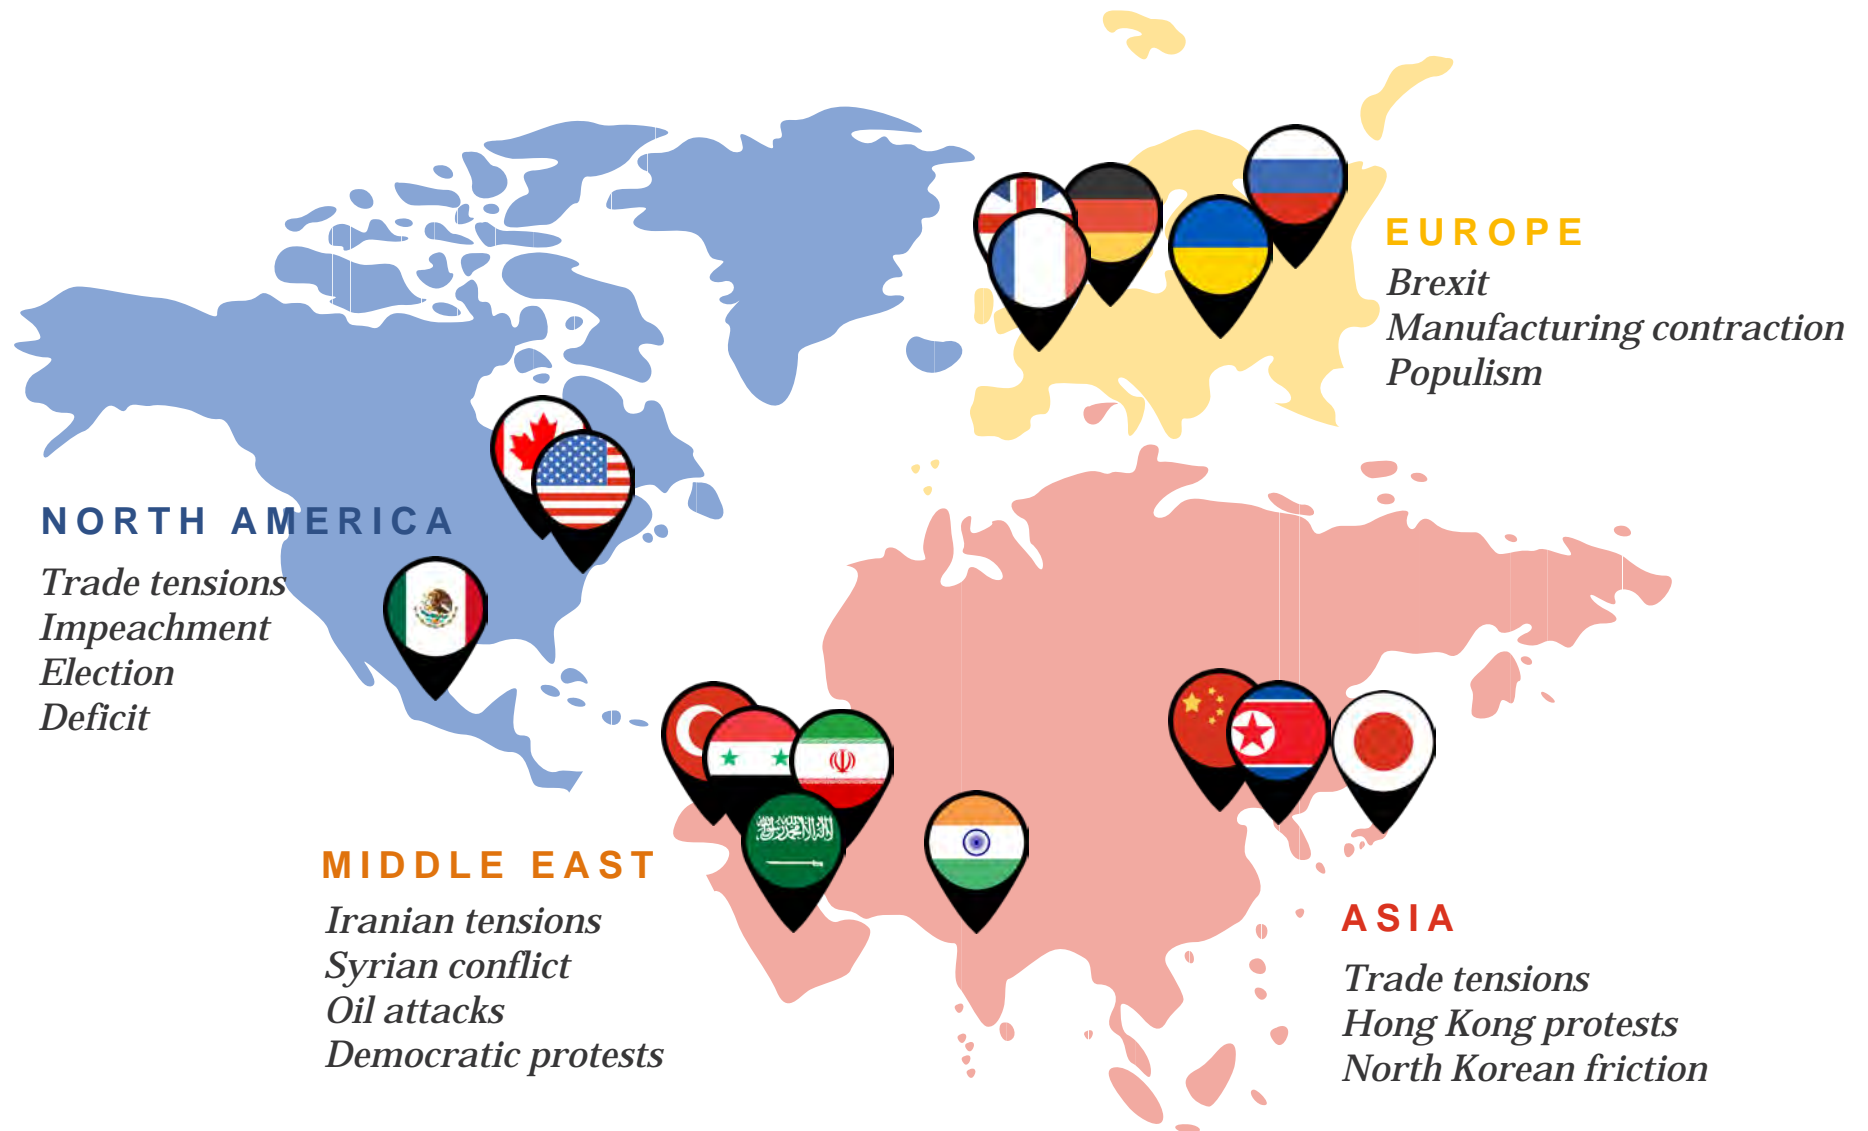 EUROPE
Brexit
Manufacturing contraction
Populism
NORTH AMERICA
Trade tensions
Impeachment
Election
Deficit
MIDDLE EAST
Iranian tensions
Syrian conflict
Oil attacks
Democratic protests
ASIA
Trade tensions
Hong Kong protests
North Korean friction